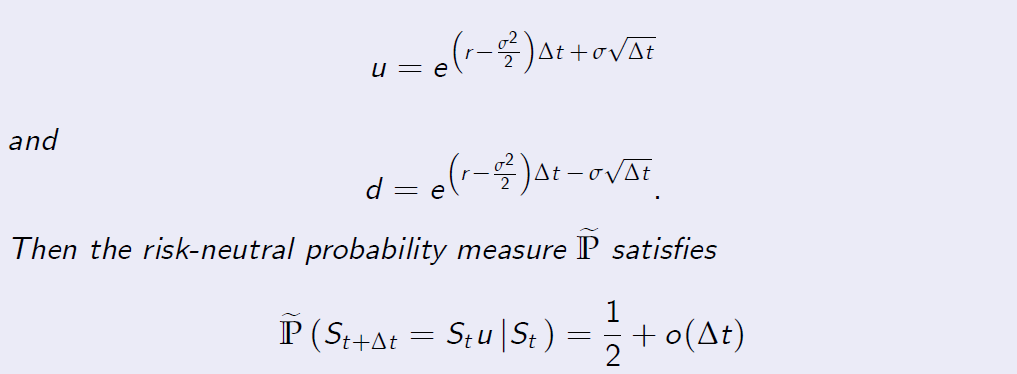 u = e^{(r − σ²/2)Δt + σ√Δt}
and
d = e^{(r − σ²/2)Δt − σ√Δt}.
Then the risk-neutral probability measure ℙ̃ satisfies
ℙ̃ (S_{t+Δt} = S_t u | S_t) = 1/2 + o(Δt)